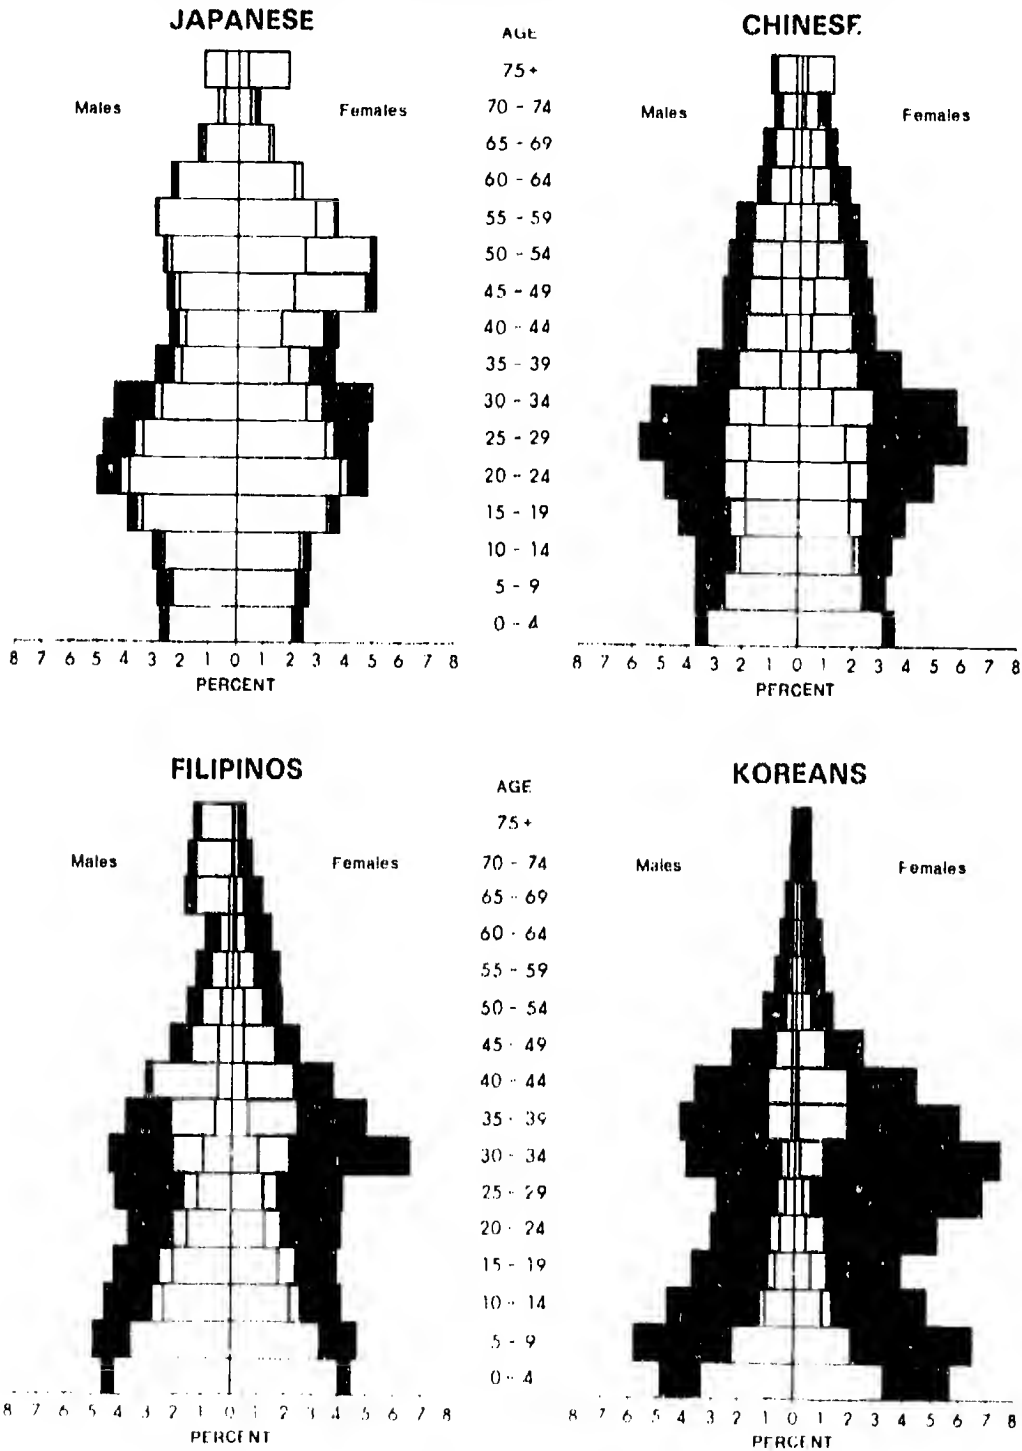 JAPANESE
AGE
CHINESE
Males
Females
75+
70 - 74
65 - 69
60 - 64
55 - 59
50 - 54
45 - 49
40 - 44
35 - 39
30 - 34
25 - 29
20 - 24
15 - 19
10 - 14
5 - 9
0 - 4
Males
Females
8 7 6 5 4 3 2 1 0 1 2 3 4 5 6 7 8
PERCENT
8 7 6 5 4 3 2 1 0 1 2 3 4 5 6 7 8
PERCENT
FILIPINOS
AGE
KOREANS
Males
Females
75+
70 - 74
65 - 69
60 - 64
55 - 59
50 - 54
45 - 49
40 - 44
35 - 39
30 - 34
25 - 29
20 - 24
15 - 19
10 - 14
5 - 9
0 - 4
Males
Females
8 7 6 5 4 3 2 1 0 1 2 3 4 5 6 7 8
PERCENT
8 7 6 5 4 3 2 1 0 1 2 3 4 5 6 7 8
PERCENT